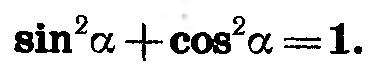 sin²α + cos²α = 1.